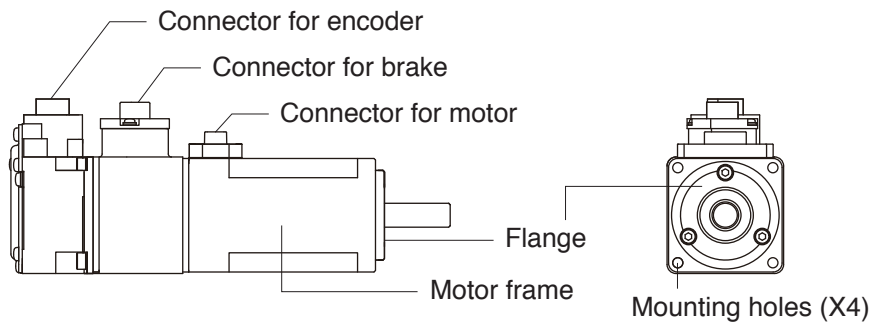 Connector for encoder
Connector for brake
Connector for motor
Flange
Motor frame
Mounting holes (X4)